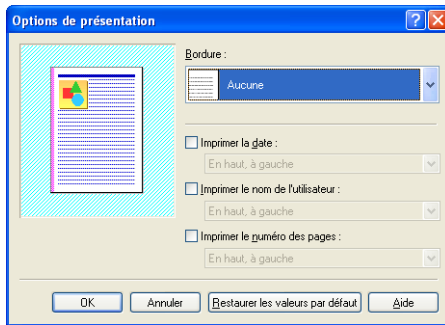 Options de présentation
Bordure :
Aucune
Imprimer la date :
En haut, à gauche
Imprimer le nom de l'utilisateur :
En haut, à gauche
Imprimer le numéro des pages :
En haut, à gauche
OK Annuler Restaurer les valeurs par défaut Aide